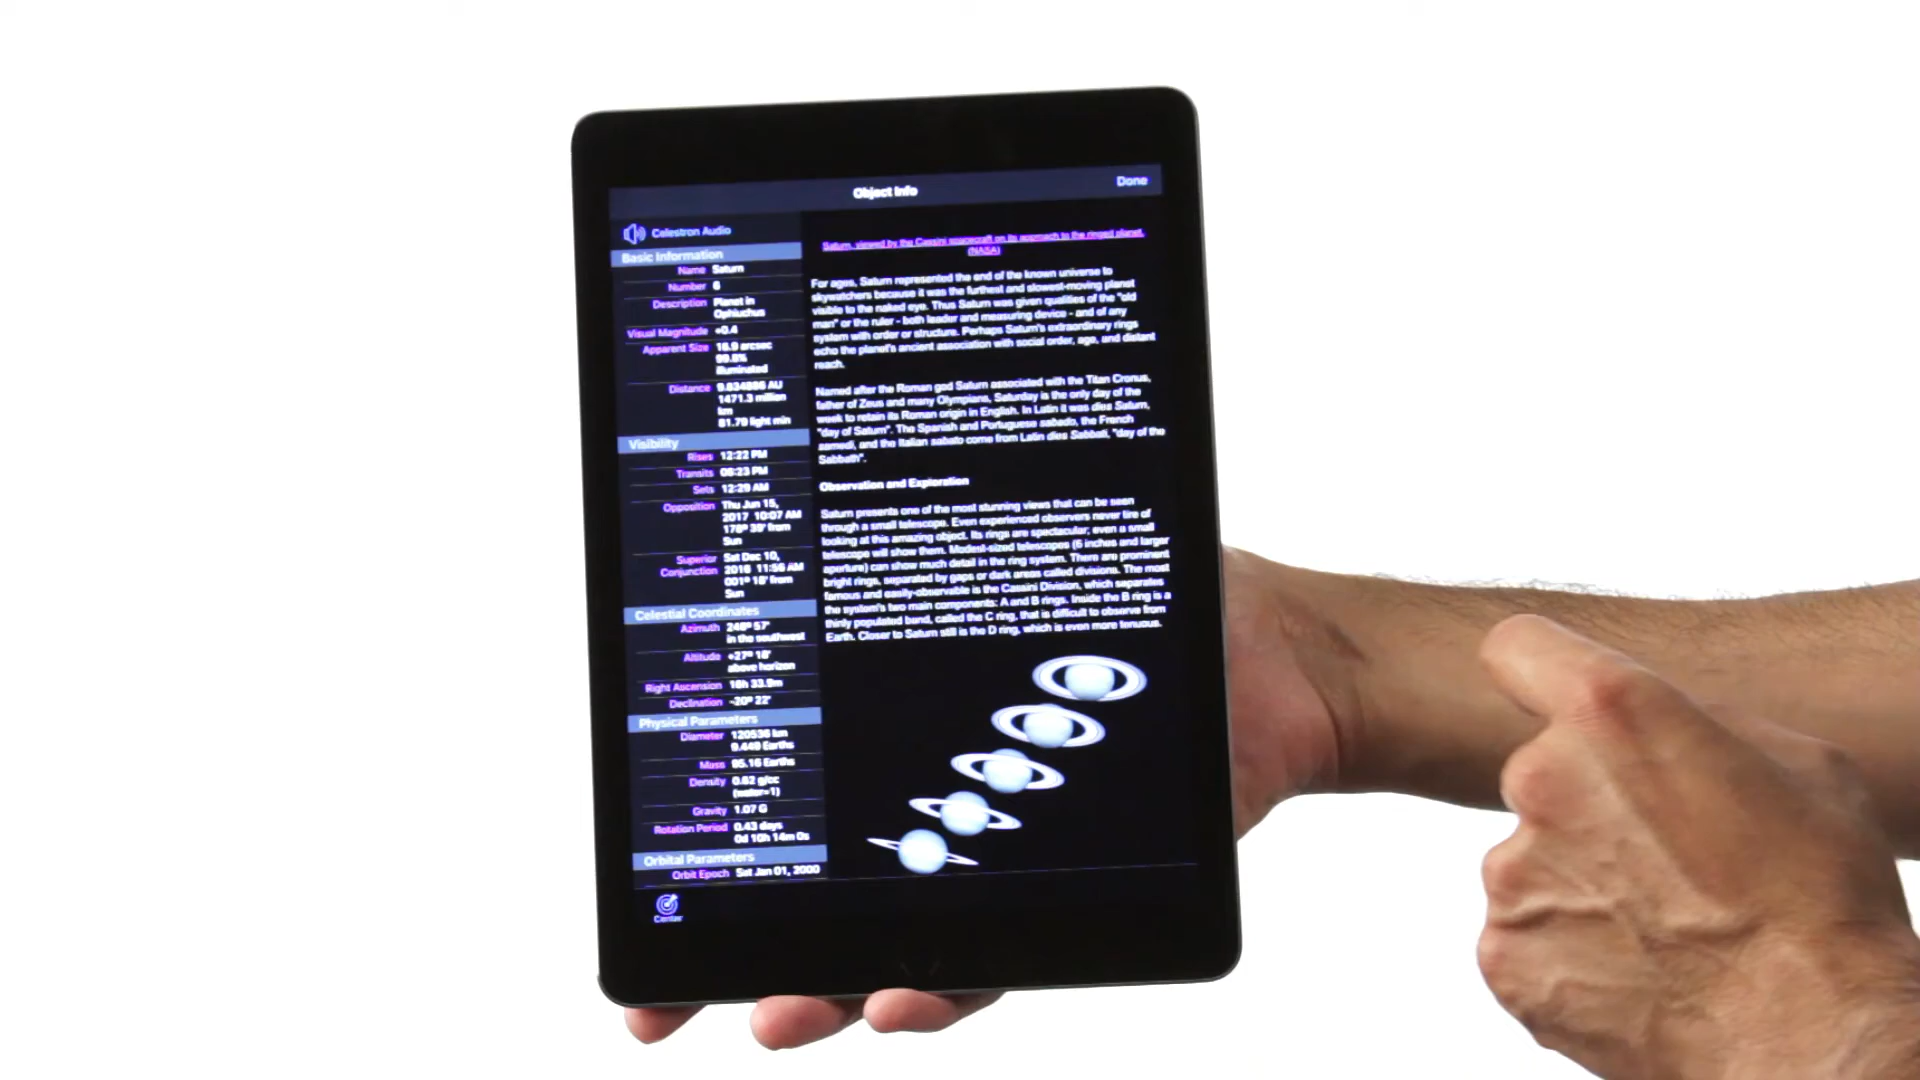 Object Info
Done
Celestron Audio
Basic Information
Name Saturn
Number 6
Description Planet in
Ophiuchus
Visual Magnitude +0.4
Apparent Size 16.9 arcsec
99.8%
illuminated
Distance 9.834886 AU
1471.3 million
km
81.79 light min
Visibility
Rises 12:22 PM
Transits 06:23 PM
Sets 12:29 AM
Opposition Thu Jun 15,
2017 10:07 AM
178° 39' from
Sun
Superior
Conjunction
Sat Dec 10,
2016 11:56 AM
001° 18' from
Sun
Celestial Coordinates
Azimuth 246° 57'
in the southwest
Altitude +27° 16'
above horizon
Right Ascension 16h 33.9m
Declination -20° 22'
Physical Parameters
Diameter 120536 km
9.449 Earths
Mass 95.16 Earths
Density 0.62 g/cc
(water=1)
Gravity 1.07 G
Rotation Period 0.43 days
0d 10h 14m 0s
Orbital Parameters
Orbit Epoch Sat Jan 01, 2000
Center
Saturn, viewed by the Cassini spacecraft on its approach to the ringed planet.
(NASA)
For ages, Saturn represented the end of the known universe to
skywatchers because it was the furthest and slowest-moving planet
visible to the naked eye. Thus Saturn was given qualities of the "old
man" or the ruler - both leader and measuring device - and of any
system with order or structure. Perhaps Saturn's extraordinary rings
echo the planet's ancient association with social order, age, and distant
reach.
Named after the Roman god Saturn associated with the Titan Cronus,
father of Zeus and many Olympians, Saturday is the only day of the
week to retain its Roman origin in English. In Latin it was dies Saturn,
"day of Saturn". The Spanish and Portuguese sabado, the French
samedi, and the Italian sabato come from Latin dies Sabbati, "day of the
Sabbath".
Observation and Exploration
Saturn presents one of the most stunning views that can be seen
through a small telescope. Even experienced observers never tire of
looking at this amazing object. Its rings are spectacular; even a small
telescope will show them. Modest-sized telescopes (6 inches and larger
aperture) can show much detail in the ring system. There are prominent
bright rings, separated by gaps or dark areas called divisions. The most
famous and easily-observable is the Cassini Division, which separates
the system's two main components: A and B rings. Inside the B ring is a
thinly populated band, called the C ring, that is difficult to observe from
Earth. Closer to Saturn still is the D ring, which is even more tenuous.